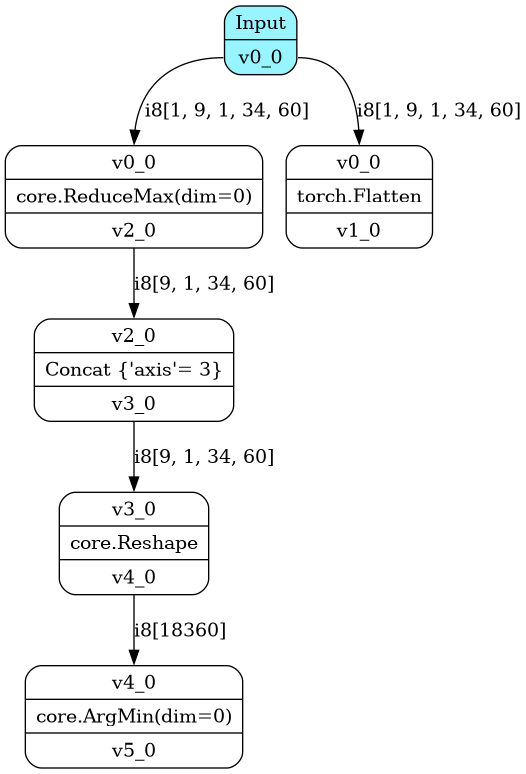 Input
v0_0
i8[1, 9, 1, 34, 60]
i8[1, 9, 1, 34, 60]
v0_0
core.ReduceMax(dim=0)
v2_0
v0_0
torch.Flatten
v1_0
i8[9, 1, 34, 60]
v2_0
Concat {'axis'= 3}
v3_0
i8[9, 1, 34, 60]
v3_0
core.Reshape
v4_0
i8[18360]
v4_0
core.ArgMin(dim=0)
v5_0